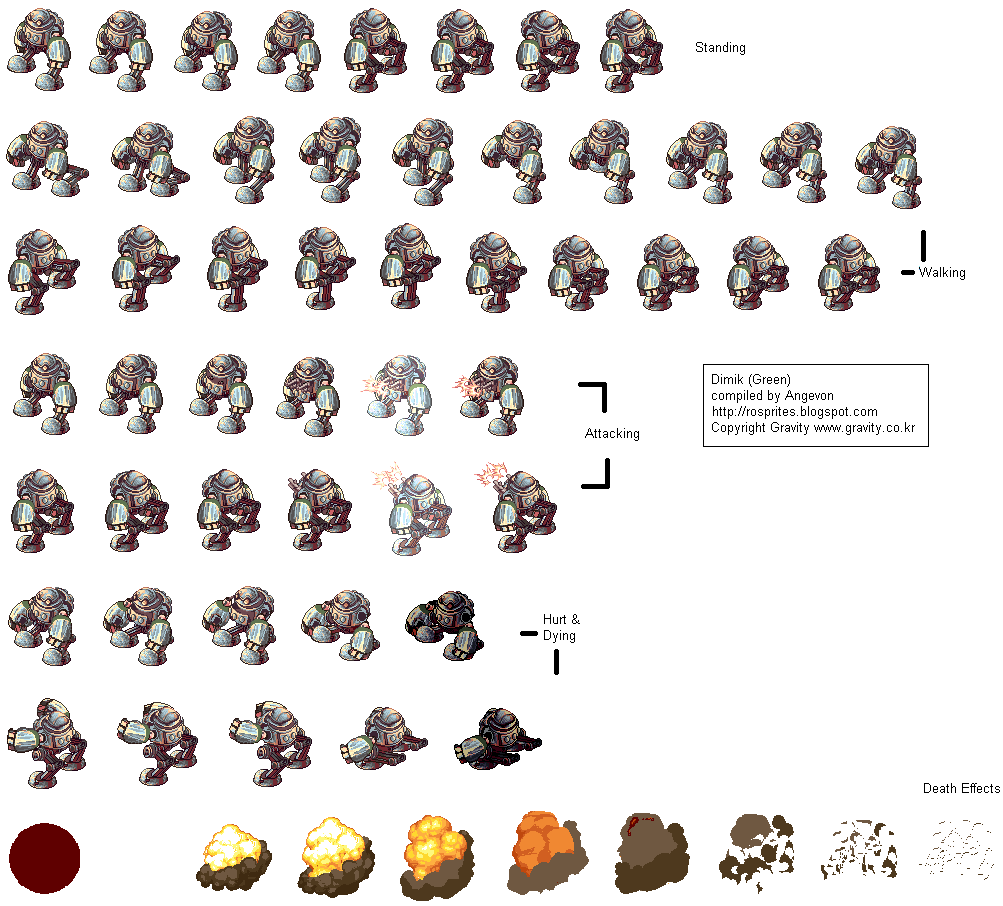 Standing
Walking
Dimik (Green)
compiled by Angevon
http://rosprites.blogspot.com
Copyright Gravity www.gravity.co.kr
Attacking
Hurt &
Dying
Death Effects